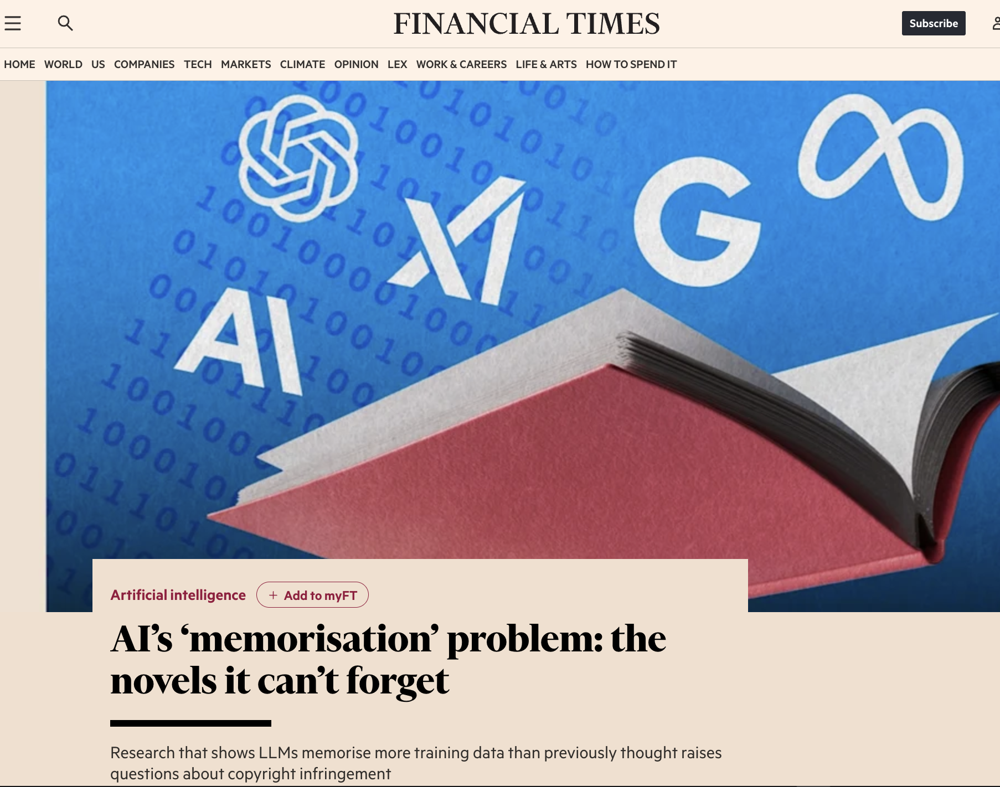 FINANCIAL TIMES
Subscribe
HOME WORLD US COMPANIES TECH MARKETS CLIMATE OPINION LEX WORK & CAREERS LIFE & ARTS HOW TO SPEND IT
AI
xI
G
Artificial intelligence + Add to myFT
AI’s ‘memorisation’ problem: the
novels it can’t forget
Research that shows LLMs memorise more training data than previously thought raises
questions about copyright infringement